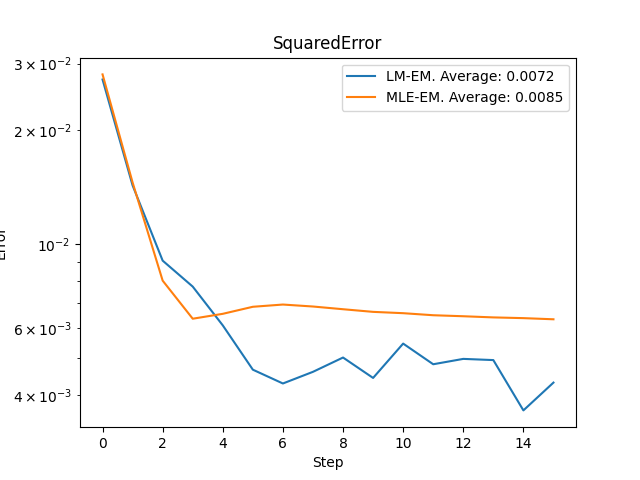 SquaredError
LM-EM. Average: 0.0072
MLE-EM. Average: 0.0085
3 × 10⁻²
2 × 10⁻²
10⁻²
6 × 10⁻³
4 × 10⁻³
Error
0 2 4 6 8 10 12 14
Step